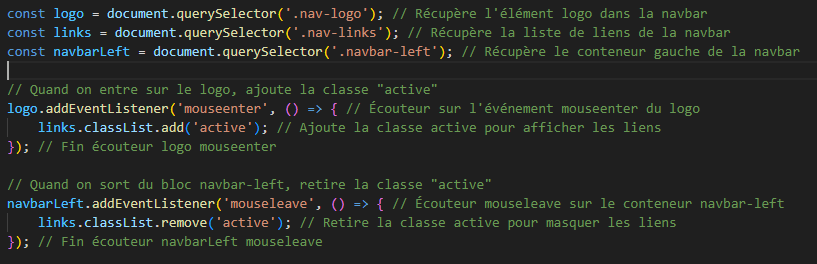 const logo = document.querySelector('.nav-logo'); // Récupère l'élément logo dans la navbar
const links = document.querySelector('.nav-links'); // Récupère la liste de liens de la navbar
const navbarLeft = document.querySelector('.navbar-left'); // Récupère le conteneur gauche de la navbar
// Quand on entre sur le logo, ajoute la classe "active"
logo.addEventListener('mouseenter', () => { // Écouteur sur l'événement mouseenter du logo
links.classList.add('active'); // Ajoute la classe active pour afficher les liens
}); // Fin écouteur logo mouseenter
// Quand on sort du bloc navbar-left, retire la classe "active"
navbarLeft.addEventListener('mouseleave', () => { // Écouteur mouseleave sur le conteneur navbar-left
links.classList.remove('active'); // Retire la classe active pour masquer les liens
}); // Fin écouteur navbarLeft mouseleave